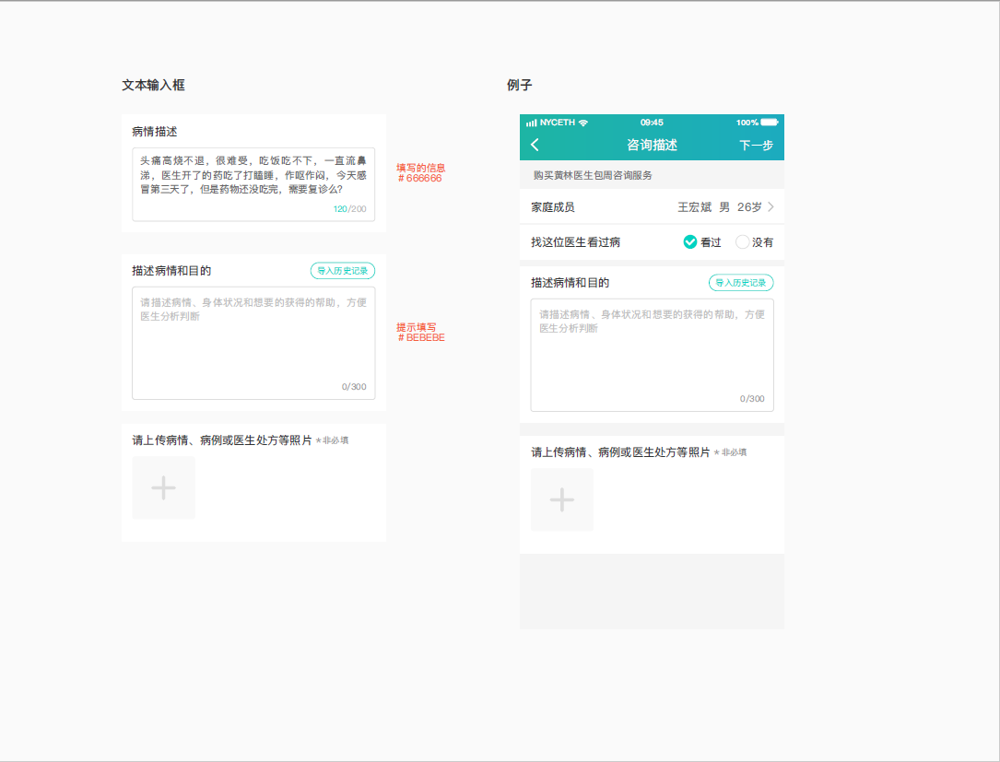 文本输入框
病情描述
头痛高烧不退，很难受，吃饭吃不下，一直流鼻
涕，医生开了的药吃了打瞌睡，作呕作闷，今天感
冒第三天了，但是药物还没吃完，需要复诊么？
120/200
填写的信息
# 666666
描述病情和目的
导入历史记录
请描述病情、身体状况和想要的获得的帮助，方便
医生分析判断
0/300
提示填写
# BEBEBE
请上传病情、病例或医生处方等照片 *非必填
例子
NYCETH 09:45 100%
咨询描述 下一步
购买黄林医生包周咨询服务
家庭成员 王宏斌 男 26岁
找这位医生看过病 看过 没有
描述病情和目的 导入历史记录
请描述病情、身体状况和想要的获得的帮助，方便
医生分析判断
0/300
请上传病情、病例或医生处方等照片 *非必填